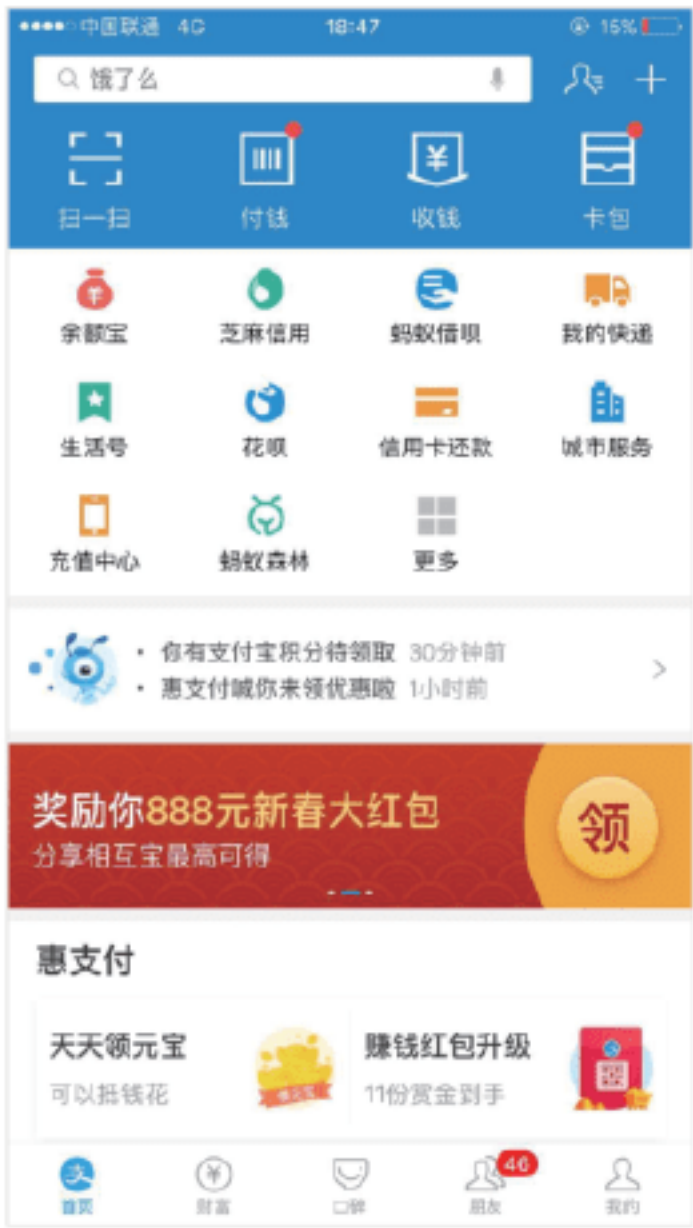 中国联通 4G 18:47 15%
饿了么
扫一扫 付钱 收钱 卡包
余额宝 芝麻信用 蚂蚁借呗 我的快递
生活号 花呗 信用卡还款 城市服务
充值中心 蚂蚁森林 更多
· 你有支付宝积分待领取 30分钟前
· 惠支付喊你来领优惠啦 1小时前
奖励你888元新春大红包
领
分享相互宝最高可得
惠支付
天天领元宝 赚钱红包升级
可以抵钱花 11份赏金到手
46
首页 财富 口碑 朋友 我的